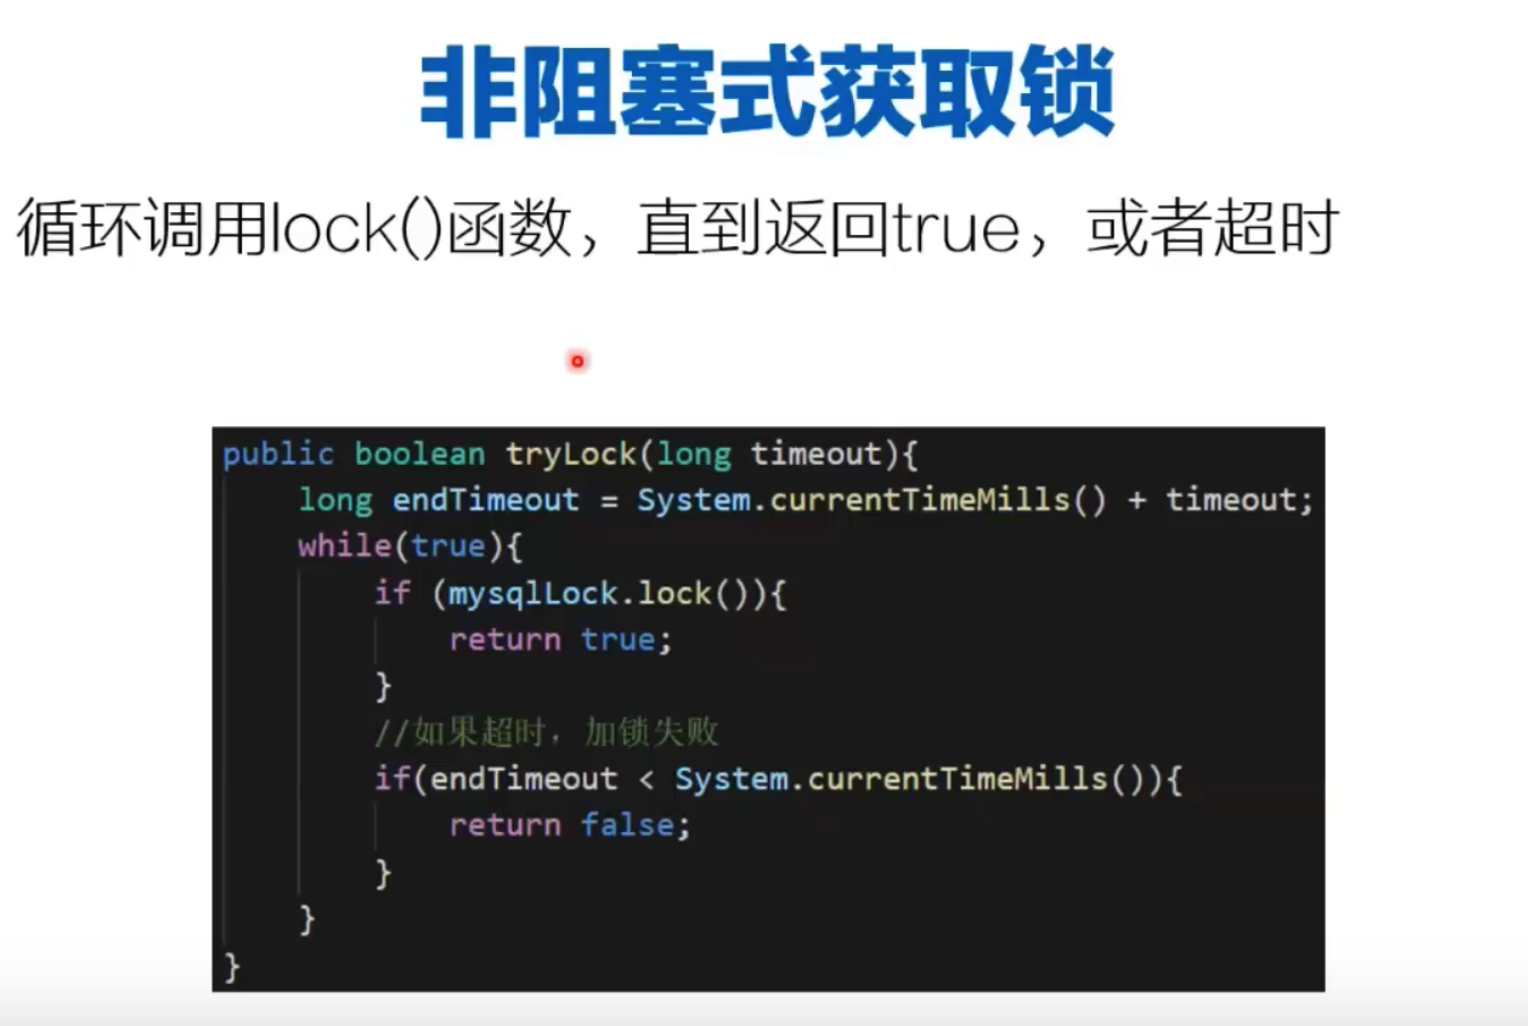 非阻塞式获取锁
循环调用lock()函数，直到返回true，或者超时
public boolean tryLock(long timeout){
long endTimeout = System.currentTimeMills() + timeout;
while(true){
if (mysqlLock.lock()){
return true;
}
//如果超时，加锁失败
if(endTimeout < System.currentTimeMills()){
return false;
}
}
}